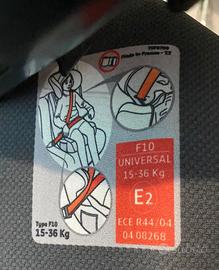 Made in France - TT
F10
UNIVERSAL
15-36 Kg
E2
ECE R44/04
04 08268
Type F10
15-36 Kg